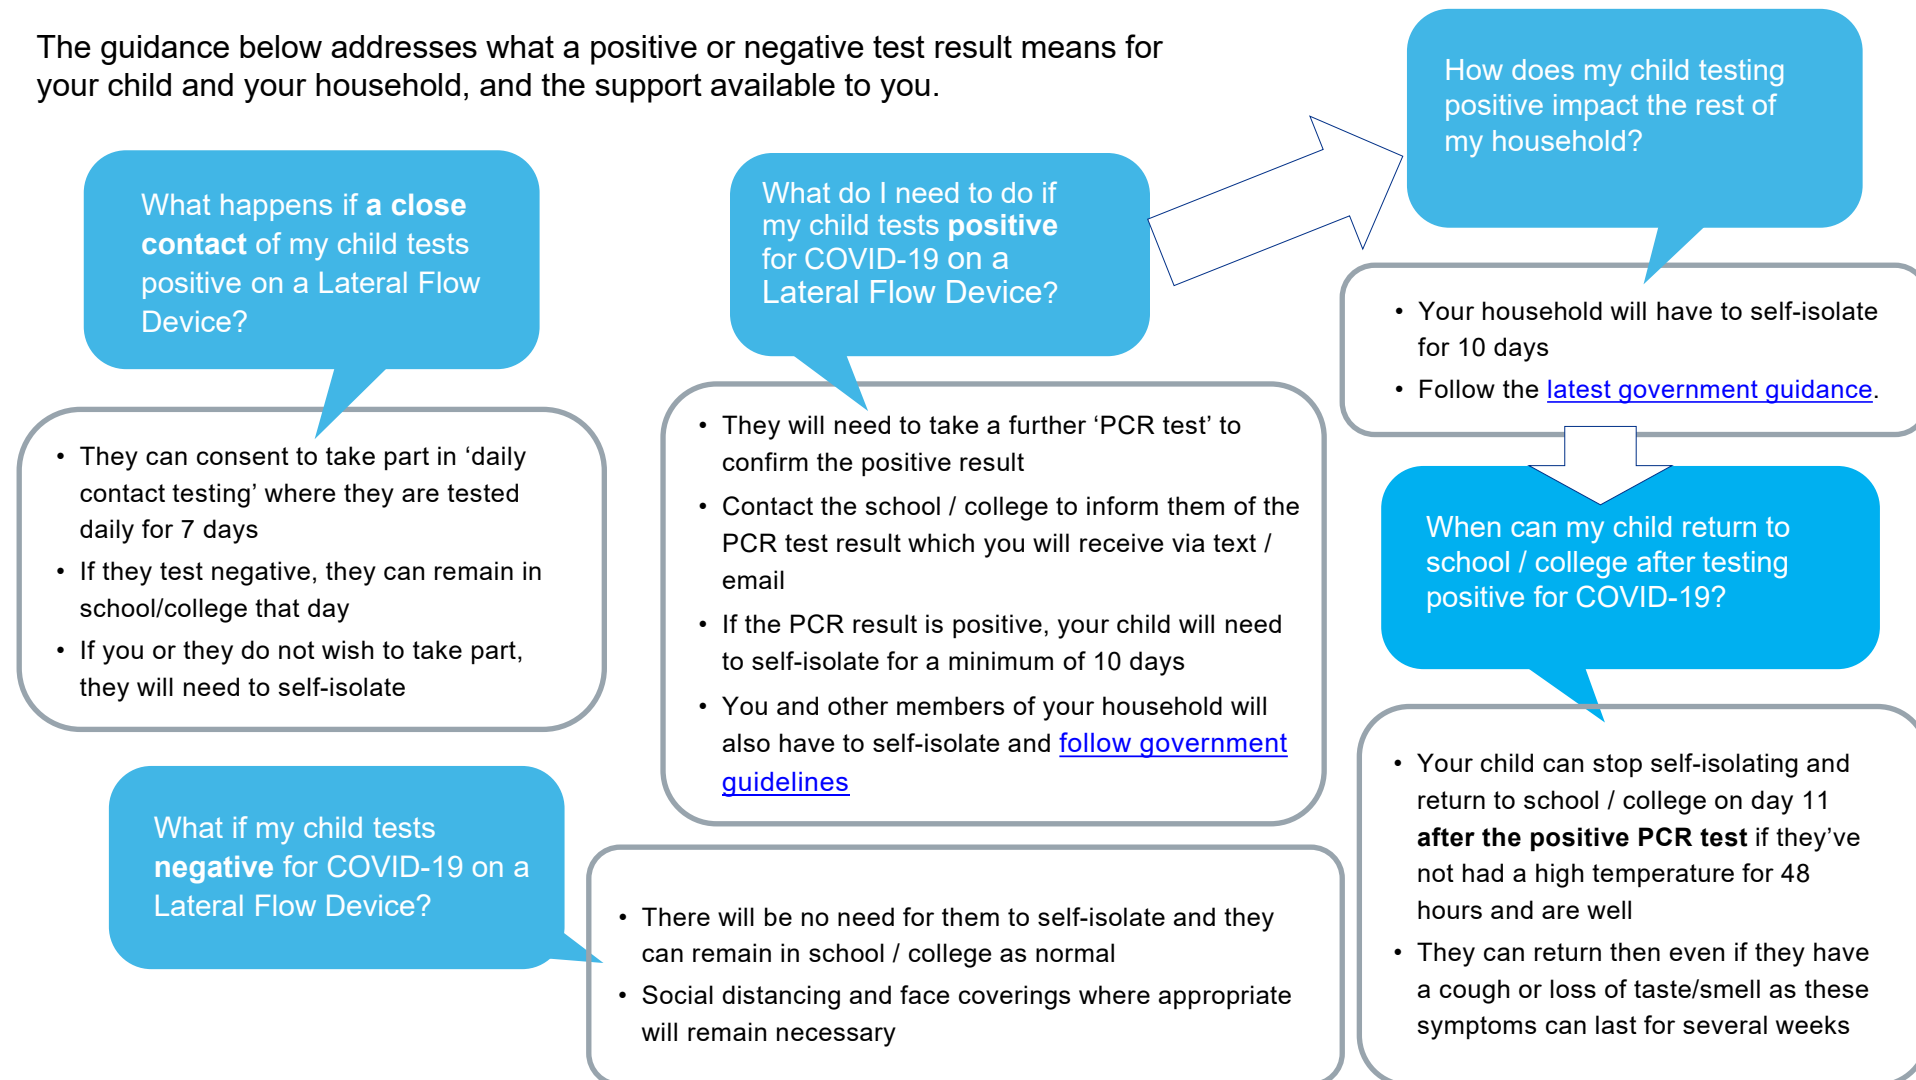 The guidance below addresses what a positive or negative test result means for
your child and your household, and the support available to you.
What happens if a close
contact of my child tests
positive on a Lateral Flow
Device?
• They can consent to take part in ‘daily
contact testing’ where they are tested
daily for 7 days
• If they test negative, they can remain in
school/college that day
• If you or they do not wish to take part,
they will need to self-isolate
What do I need to do if
my child tests positive
for COVID-19 on a
Lateral Flow Device?
• They will need to take a further ‘PCR test’ to
confirm the positive result
• Contact the school / college to inform them of the
PCR test result which you will receive via text /
email
• If the PCR result is positive, your child will need
to self-isolate for a minimum of 10 days
• You and other members of your household will
also have to self-isolate and follow government
guidelines
How does my child testing
positive impact the rest of
my household?
• Your household will have to self-isolate
for 10 days
• Follow the latest government guidance.
When can my child return to
school / college after testing
positive for COVID-19?
• Your child can stop self-isolating and
return to school / college on day 11
after the positive PCR test if they’ve
not had a high temperature for 48
hours and are well
• They can return then even if they have
a cough or loss of taste/smell as these
symptoms can last for several weeks
What if my child tests
negative for COVID-19 on a
Lateral Flow Device?
• There will be no need for them to self-isolate and they
can remain in school / college as normal
• Social distancing and face coverings where appropriate
will remain necessary